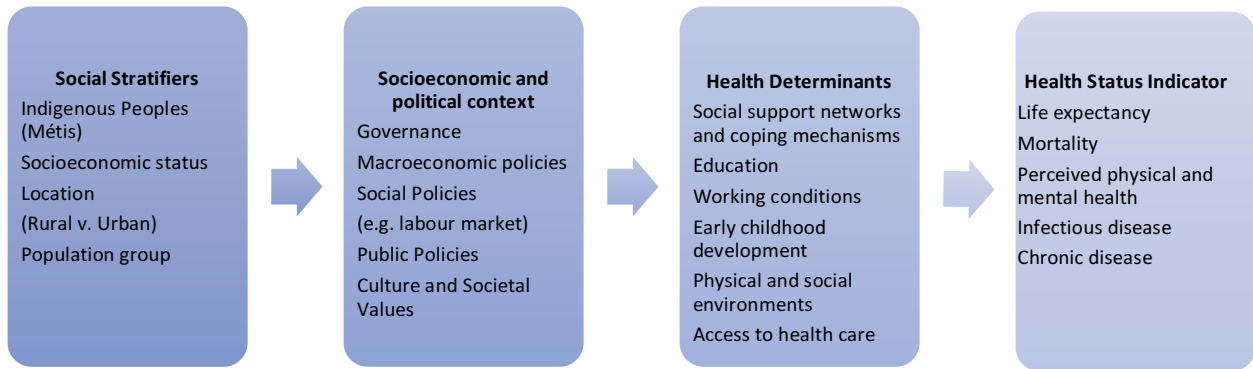 Social Stratifiers
Indigenous Peoples
(Métis)
Socioeconomic status
Location
(Rural v. Urban)
Population group
Socioeconomic and
political context
Governance
Macroeconomic policies
Social Policies
(e.g. labour market)
Public Policies
Culture and Societal
Values
Health Determinants
Social support networks
and coping mechanisms
Education
Working conditions
Early childhood
development
Physical and social
environments
Access to health care
Health Status Indicator
Life expectancy
Mortality
Perceived physical and
mental health
Infectious disease
Chronic disease